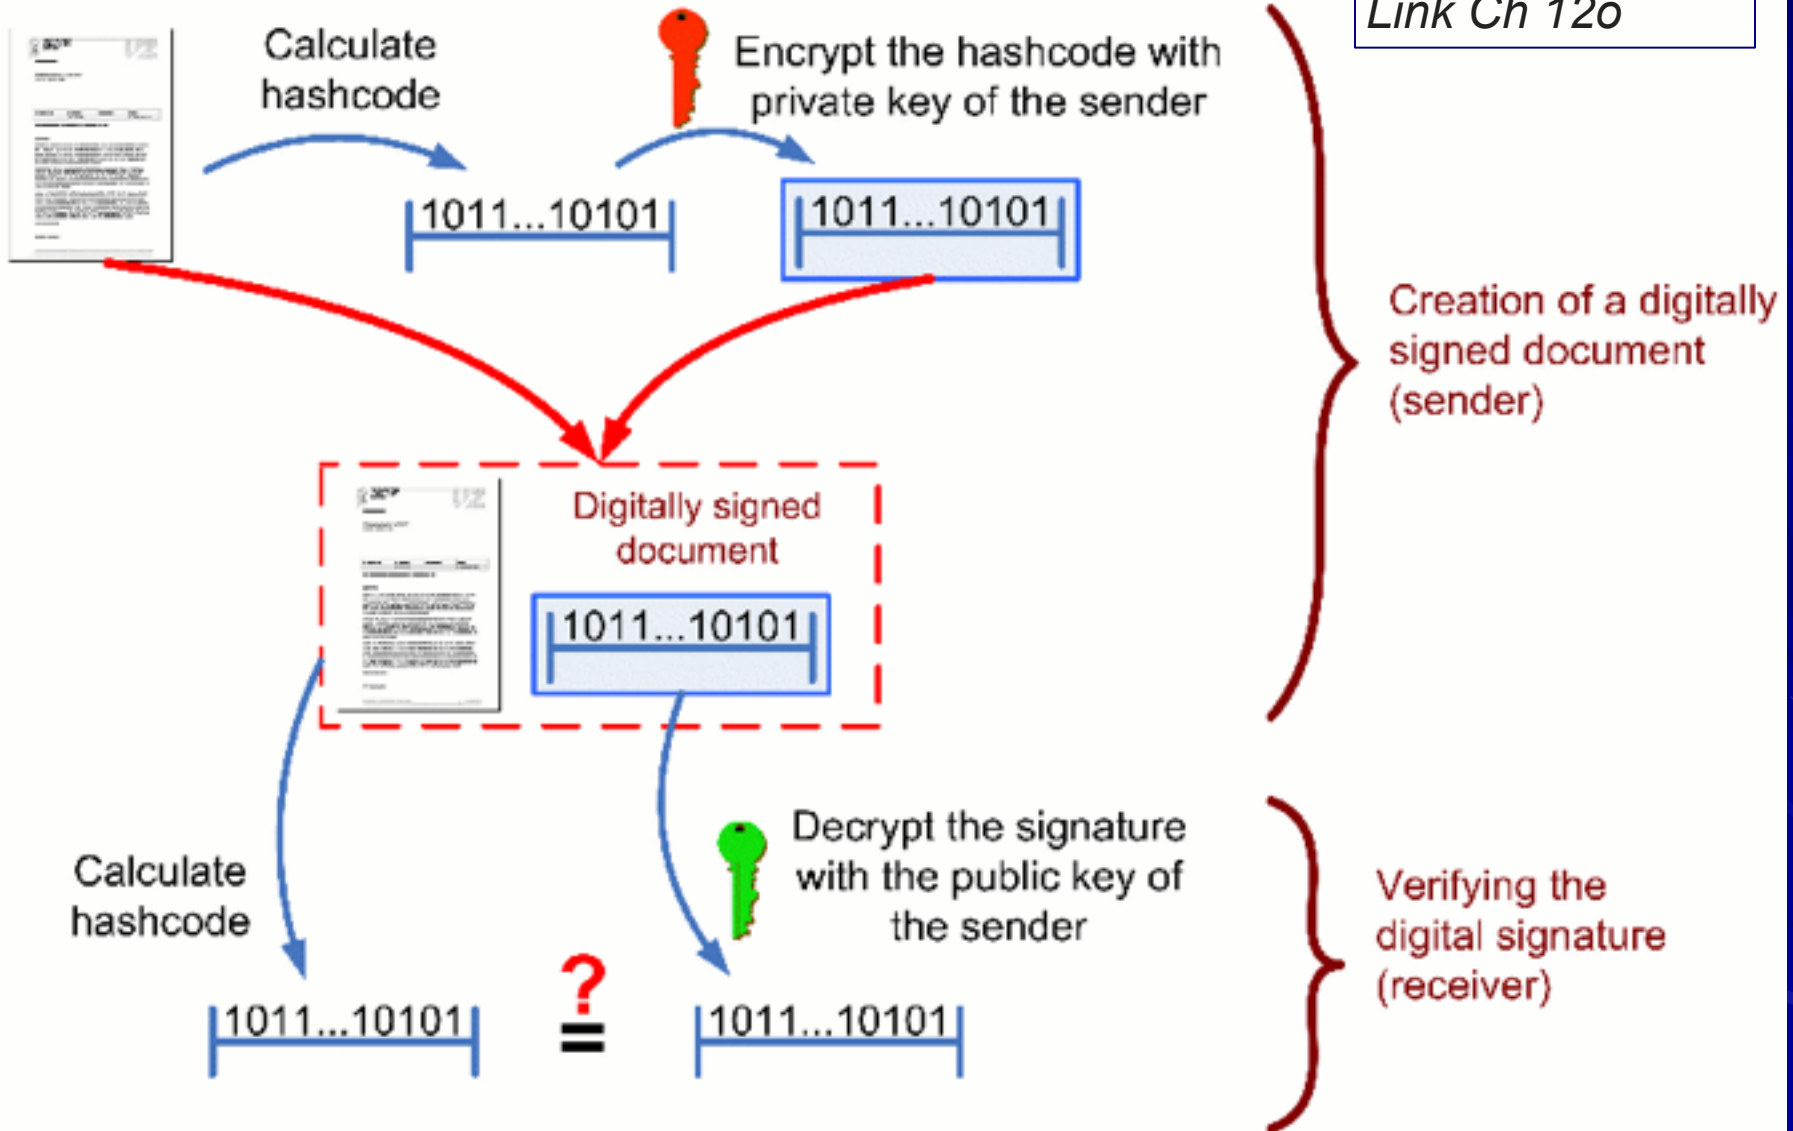 Link Ch 12o
Calculate
hashcode
Encrypt the hashcode with
private key of the sender
1011...10101
1011...10101
Creation of a digitally
signed document
(sender)
Digitally signed
document
1011...10101
Decrypt the signature
with the public key of
the sender
Calculate
hashcode
Verifying the
digital signature
(receiver)
?
=
1011...10101
1011...10101